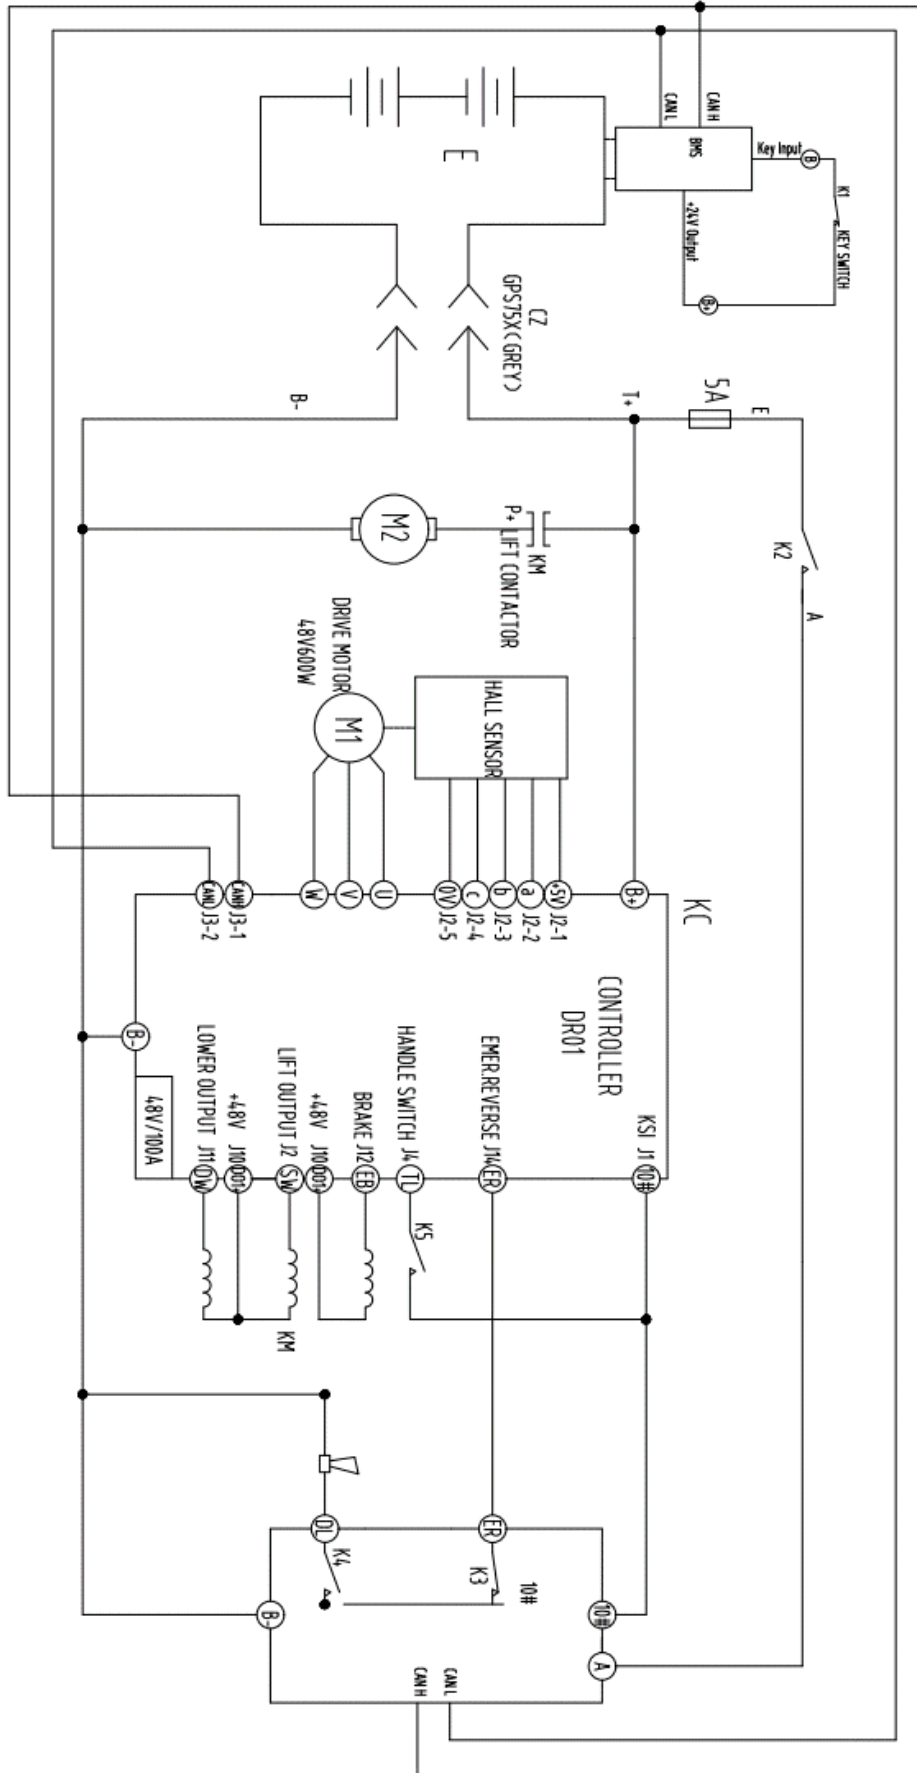 CAN L
CAN H
BMS
Key Input
B
K1
KEY SWITCH
+24V Output
B+
E
CZ
GPS75X(GREY)
B-
T+
5A
E
K2
A
M2
P+
LIFT CONTACTOR
KM
DRIVE MOTOR
48V600W
M1
HALL SENSOR
KC
CONTROLLER
DR01
B+
+5V J2-1
a J2-2
b J2-3
c J2-4
0V J2-5
U
V
W
CANH J3-1
CANL J3-2
B-
48V/100A
KSI J1 10#
EMER.REVERSE J14 ER
HANDLE SWITCH J4 TL
BRAKE J12 EB
+48V J10 D01+
LIFT OUTPUT J2 SW
+48V J10 D01+
LOWER OUTPUT J11 DW
K5
KM
DL
K4
ER
K3
10#
10#
A
B-
CAN H
CAN L